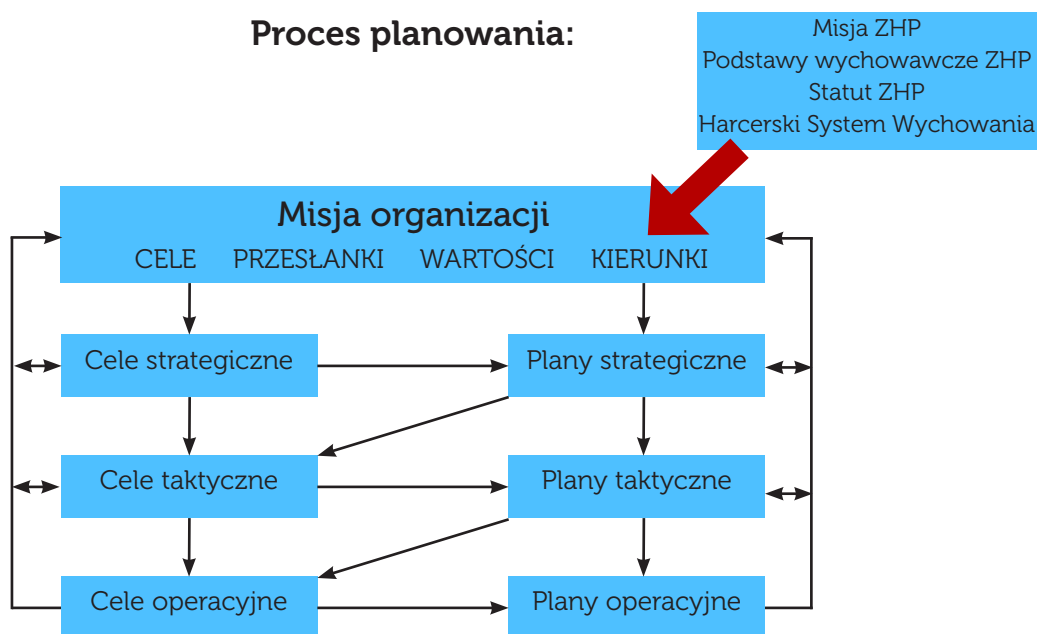 Proces planowania:
Misja ZHP
Podstawy wychowawcze ZHP
Statut ZHP
Harcerski System Wychowania
Misja organizacji
CELE PRZESŁANKI WARTOŚCI KIERUNKI
Cele strategiczne
Plany strategiczne
Cele taktyczne
Plany taktyczne
Cele operacyjne
Plany operacyjne